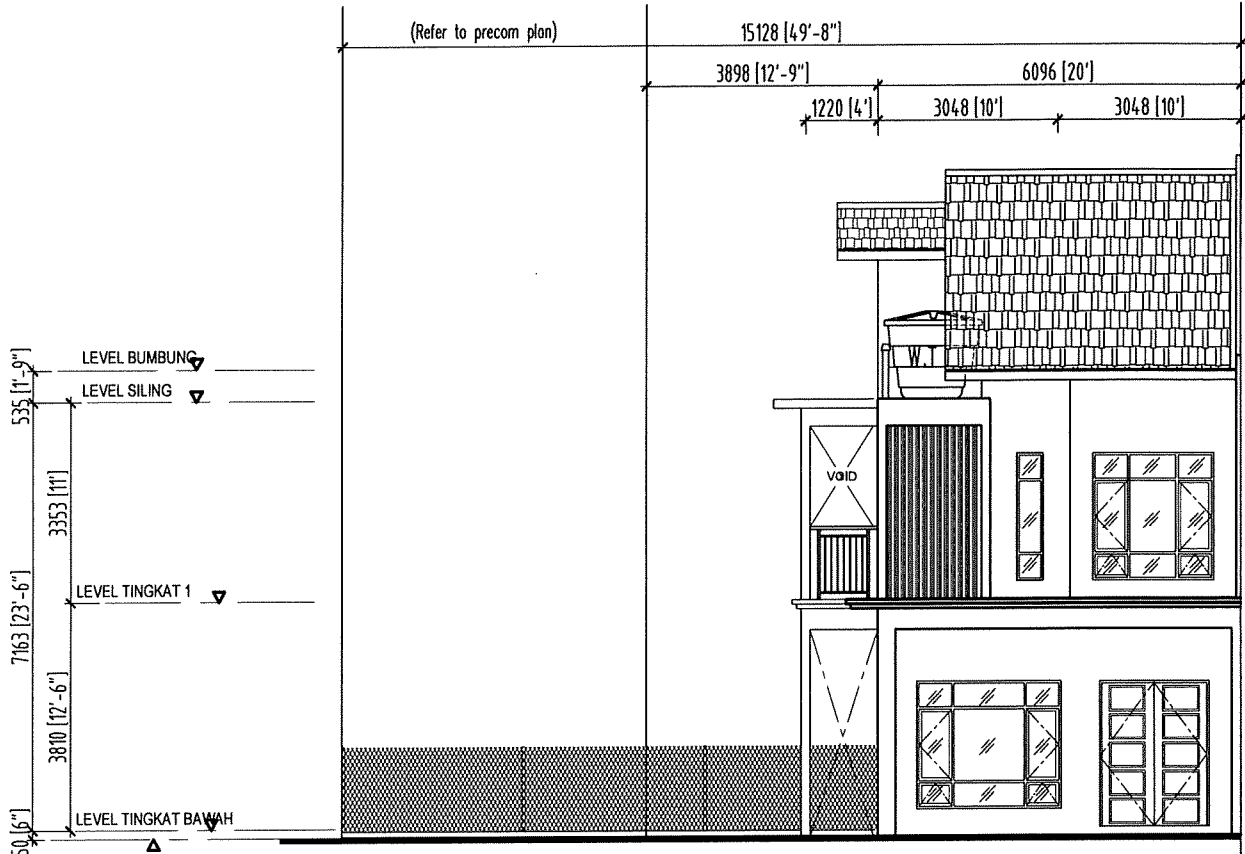 (Refer to precom plan)
15128 [49'-8"]
3898 [12'-9"]
6096 [20']
1220 [4']
3048 [10']
3048 [10']
W.T.
LEVEL BUMBUNG
LEVEL SILING
535 [1'-9"]
VOID
3353 [11']
LEVEL TINGKAT 1
7163 [23'-6"]
3810 [12'-6"]
LEVEL TINGKAT BAWAH
50 [6"]